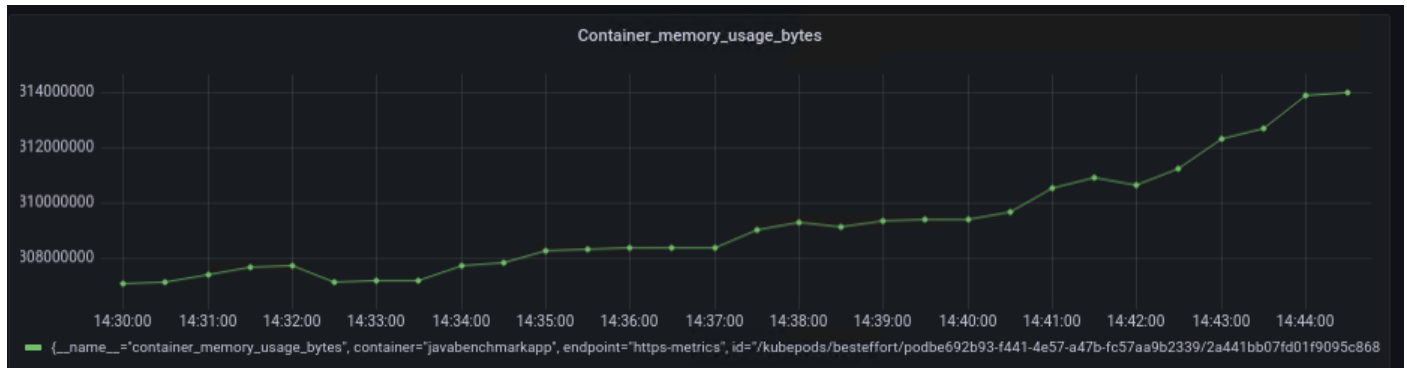 Container_memory_usage_bytes
314000000
312000000
310000000
308000000
14:30:00 14:31:00 14:32:00 14:33:00 14:34:00 14:35:00 14:36:00 14:37:00 14:38:00 14:39:00 14:40:00 14:41:00 14:42:00 14:43:00 14:44:00
{__name__="container_memory_usage_bytes", container="javabenchmarkapp", endpoint="https-metrics", id="/kubepods/besteffort/podbe692b93-f441-4e57-a47b-fc57aa9b2339/2a441bb07fd01f9095c868